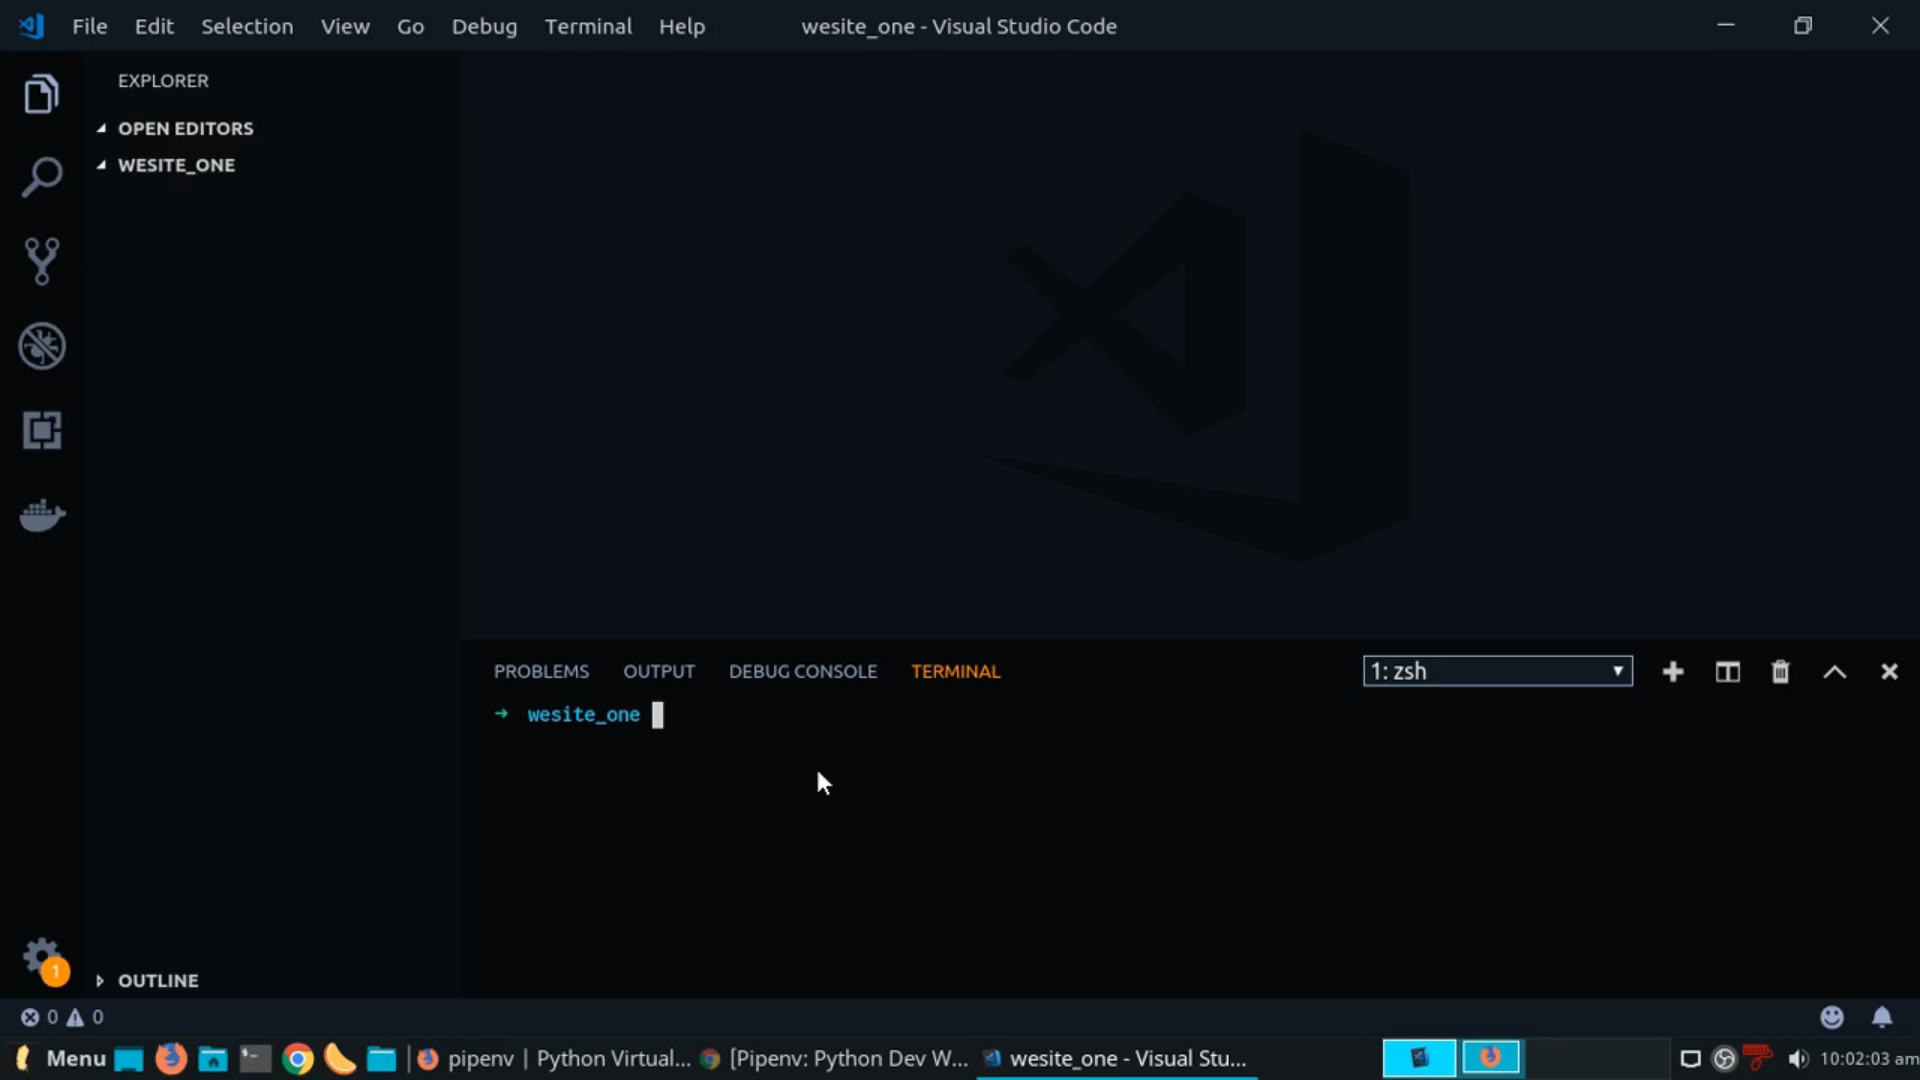 File Edit Selection View Go Debug Terminal Help wesite_one - Visual Studio Code
EXPLORER
OPEN EDITORS
WESITE_ONE
PROBLEMS OUTPUT DEBUG CONSOLE TERMINAL 1: zsh
→ wesite_one
1
OUTLINE
0 0
Menu pipenv | Python Virtual... [Pipenv: Python Dev W... wesite_one - Visual Stu... 10:02:03 am